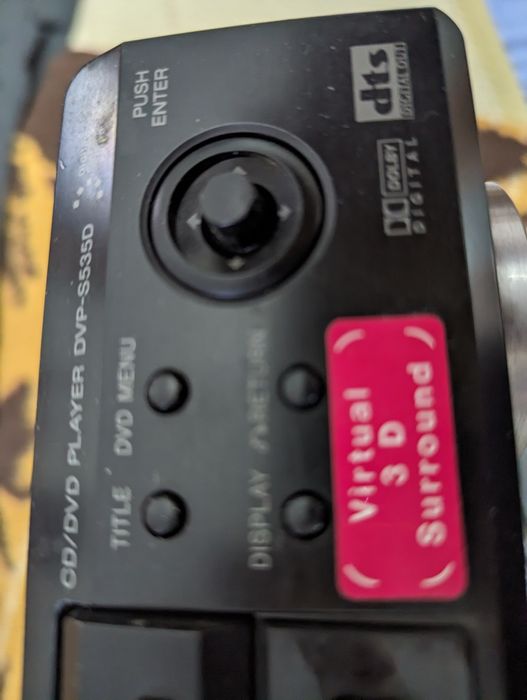 CD/DVD PLAYER DVP-S535D
PUSH
ENTER
TITLE DVD MENU
DISPLAY RETURN
dts
DIGITAL OUT
DOLBY
DIGITAL
Virtual
3 D
Surround